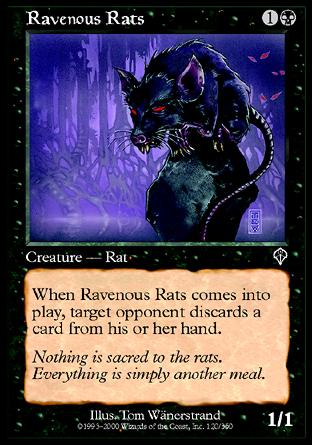 Ravenous Rats 1
Creature — Rat
When Ravenous Rats comes into
play, target opponent discards a
card from his or her hand.
Nothing is sacred to the rats.
Everything is simply another meal.
Illus. Tom Wänerstrand
©1993–2000 Wizards of the Coast, Inc. 120/350
1/1